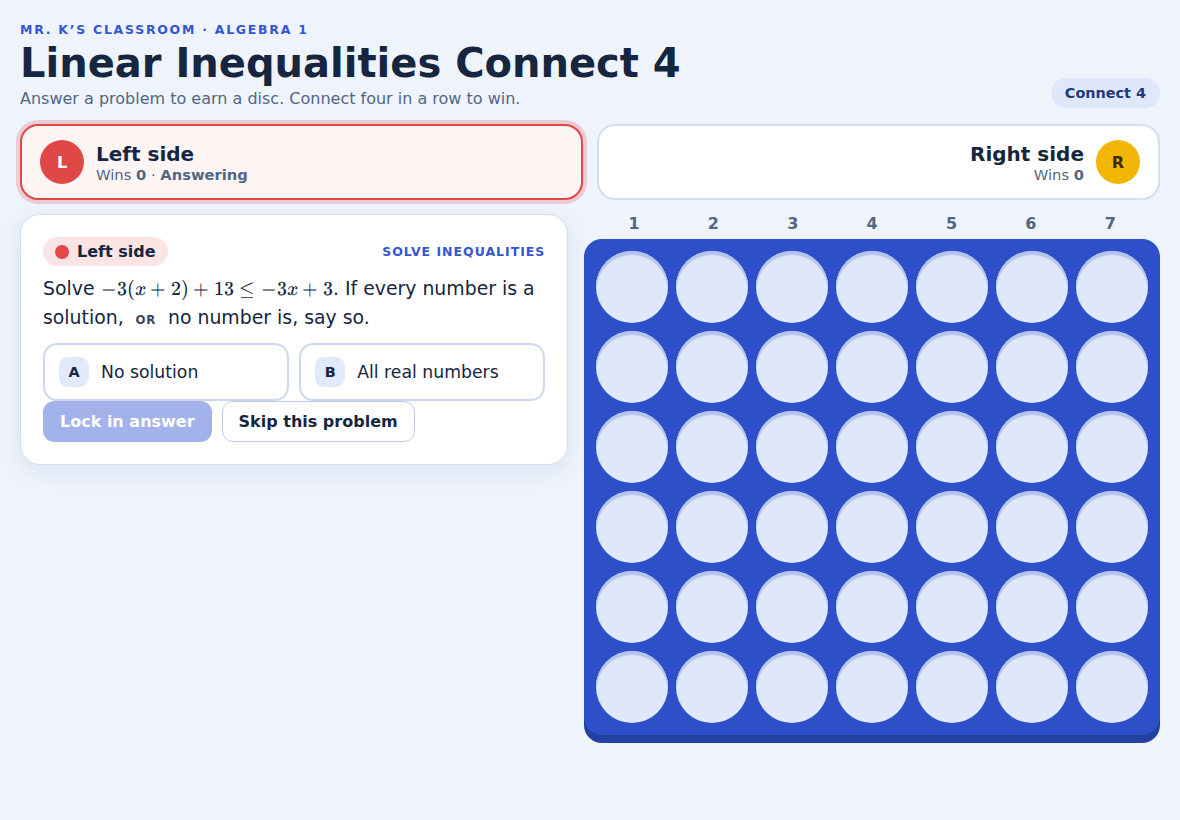 MR. K’S CLASSROOM · ALGEBRA 1
Linear Inequalities Connect 4
Answer a problem to earn a disc. Connect four in a row to win.
Connect 4
L
Left side
Wins 0 · Answering
Right side
Wins 0
R
Left side
SOLVE INEQUALITIES
Solve −3(x + 2) + 13 ≤ −3x + 3. If every number is a
solution, OR no number is, say so.
A No solution
B All real numbers
Lock in answer
Skip this problem
1 2 3 4 5 6 7